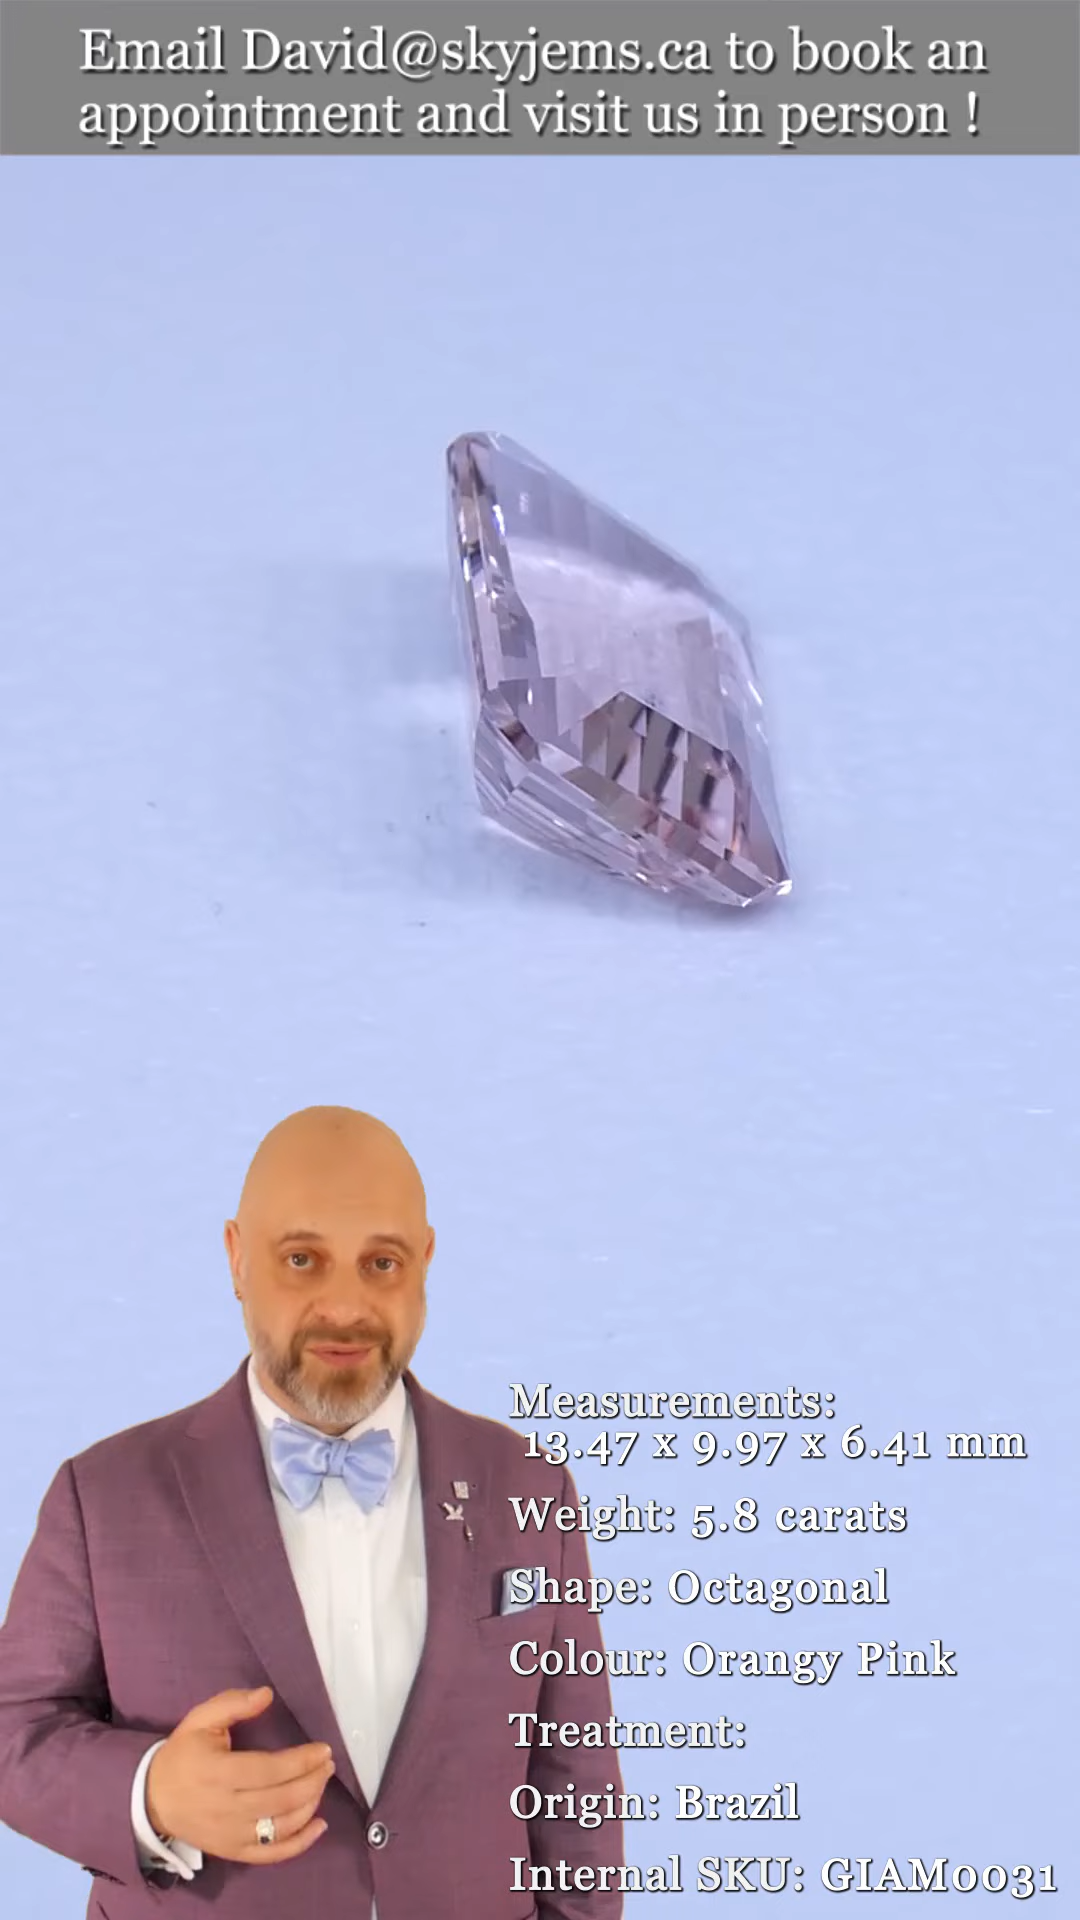 Email David@skyjems.ca to book an
appointment and visit us in person !
Measurements:
13.47 x 9.97 x 6.41 mm
Weight: 5.8 carats
Shape: Octagonal
Colour: Orangy Pink
Treatment:
Origin: Brazil
Internal SKU: GIAM0031